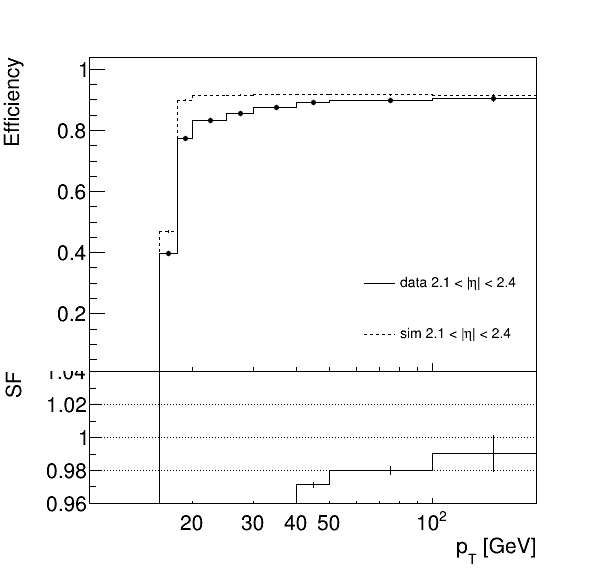 Efficiency
1
0.8
0.6
0.4
0.2
data 2.1 < |η| < 2.4
sim 2.1 < |η| < 2.4
SF
1.04
1.02
1
0.98
0.96
20 30 40 50 10²
p_T [GeV]